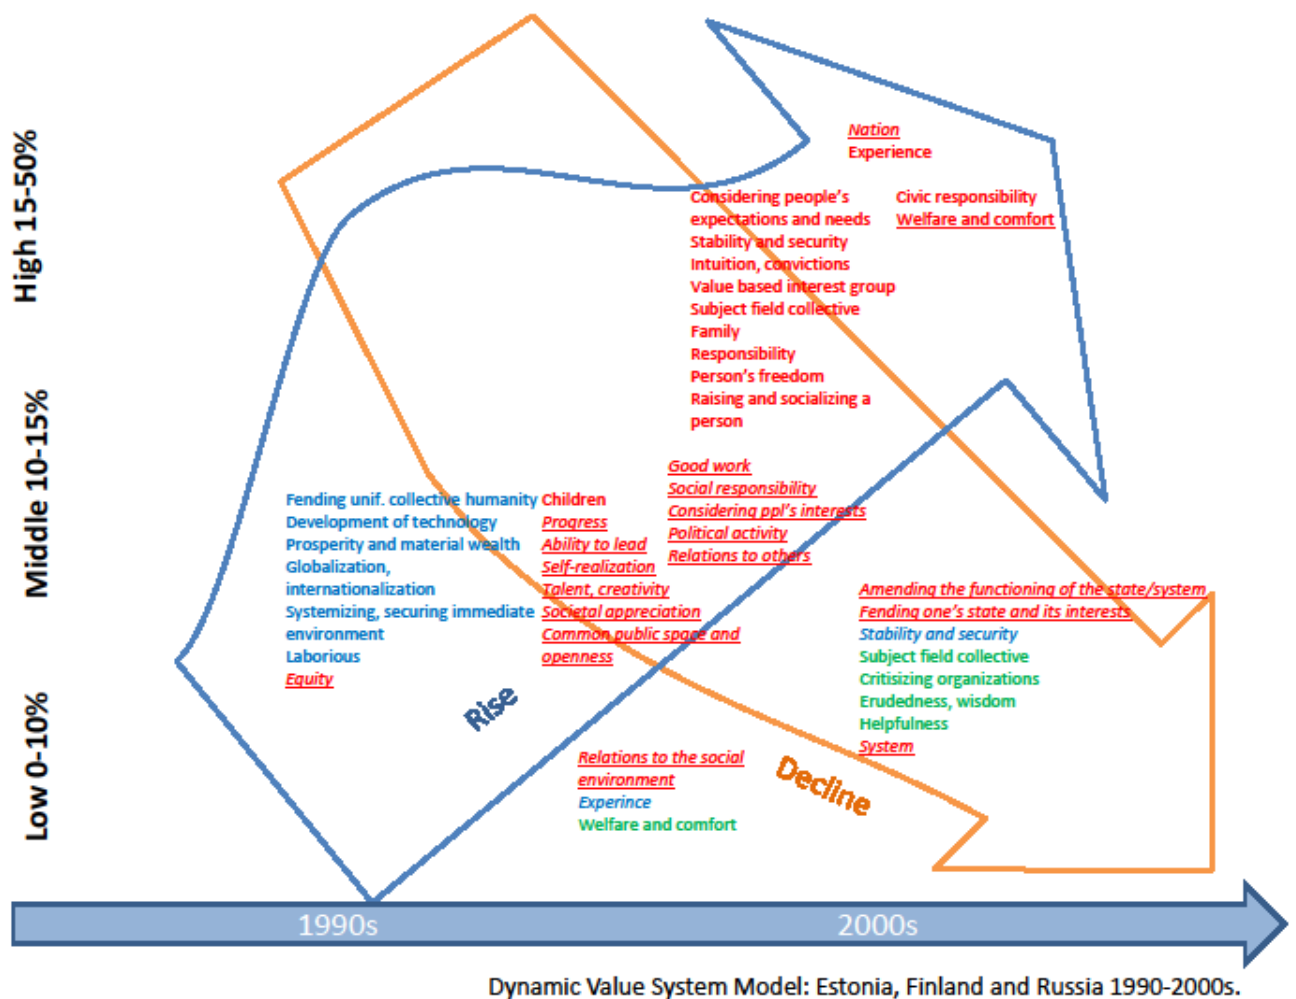 High 15-50%
Middle 10-15%
Low 0-10%
Nation
Experience
Considering people's
expectations and needs
Stability and security
Intuition, convictions
Value based interest group
Subject field collective
Family
Responsibility
Person's freedom
Raising and socializing a
person
Civic responsibility
Welfare and comfort
Good work
Social responsibility
Considering ppl's interests
Political activity
Relations to others
Fending unif. collective humanity
Development of technology
Prosperity and material wealth
Globalization,
internationalization
Systemizing, securing immediate
environment
Laborious
Equity
Children
Progress
Ability to lead
Self-realization
Talent, creativity
Societal appreciation
Common public space and
openness
Amending the functioning of the state/system
Fending one's state and its interests
Stability and security
Subject field collective
Critisizing organizations
Erudedness, wisdom
Helpfulness
System
Rise
Relations to the social
environment
Experince
Welfare and comfort
Decline
1990s
2000s
Dynamic Value System Model: Estonia, Finland and Russia 1990-2000s.